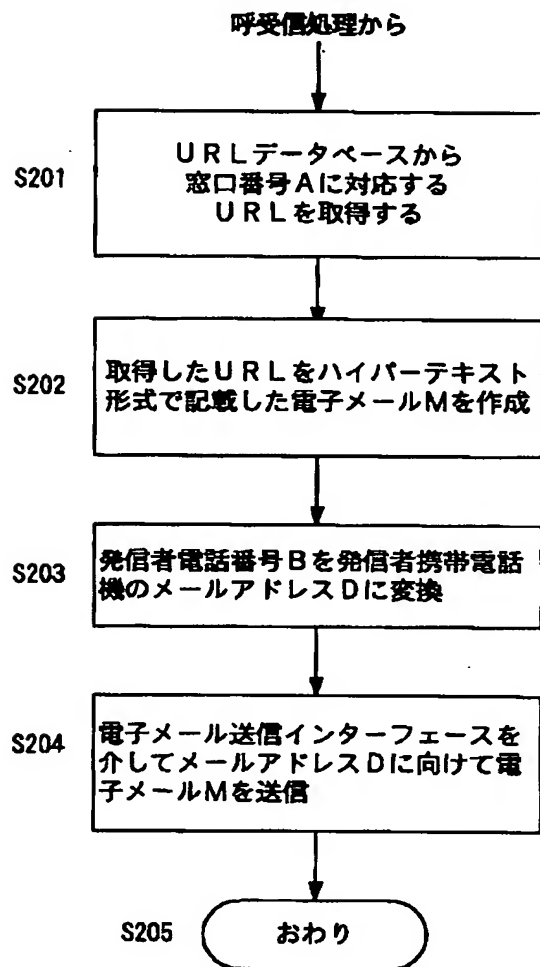 呼受信処理から
S201
URLデータベースから
窓口番号Aに対応する
URLを取得する
S202
取得したURLをハイパーテキスト
形式で記載した電子メールMを作成
S203
発信者電話番号Bを発信者携帯電話
機のメールアドレスDに変換
S204
電子メール送信インターフェースを
介してメールアドレスDに向けて電
子メールMを送信
S205
おわり